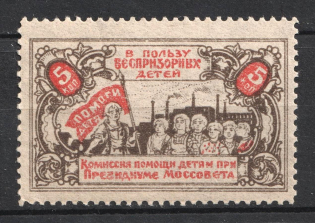 В ПОЛЬЗУ
БЕСПРИЗОРНЫХ
ДЕТЕЙ
5
КОП
5
КОП
ПОМОГИ
ДЕТЯМ
КОМИССИЯ ПОМОЩИ ДЕТЯМ ПРИ
ПРЕЗИДИУМЕ МОССОВЕТА